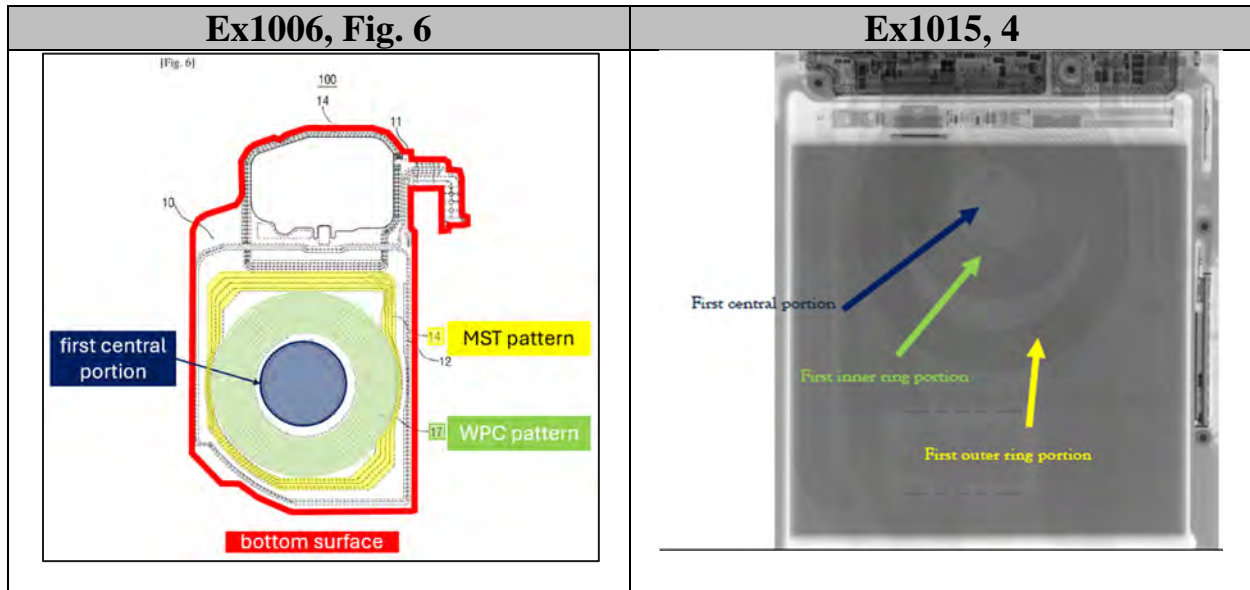 Ex1006, Fig. 6
Ex1015, 4
[Fig. 6]
100
14
11
10
first central
portion
14
MST pattern
12
17
WPC pattern
bottom surface
First central portion
First inner ring portion
First outer ring portion